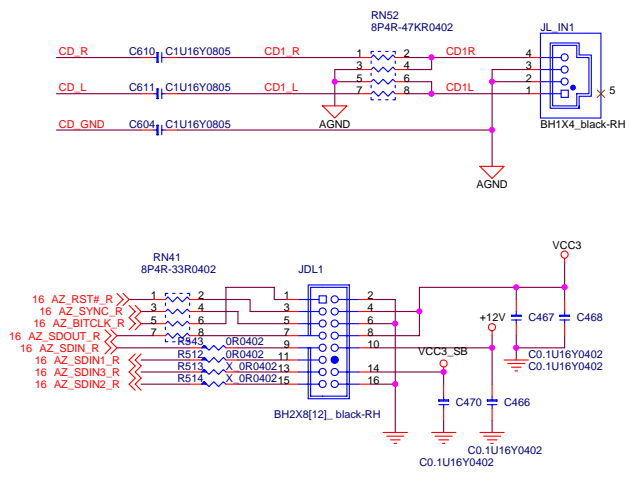 RN52
8P4R-47KR0402
JL_IN1
CD_R C610 C1U16Y0805 CD1_R 1 2 CD1R 4
3 4 3
5 6 2
CD_L C611 C1U16Y0805 CD1_L 7 8 CD1L 1 5
AGND
BH1X4_black-RH
CD_GND C604 C1U16Y0805
AGND
VCC3
RN41
8P4R-33R0402
JDL1
16 AZ_RST#_R 1 2 1 2
16 AZ_SYNC_R 3 4 3 4
16 AZ_BITCLK_R 5 6 5 6
16 AZ_SDOUT_R 7 8 7 8
+12V C467 C468
16 AZ_SDIN_R R543 0R0402 9 10
16 AZ_SDIN1_R R512 0R0402 11
VCC3_SB
C0.1U16Y0402
C0.1U16Y0402
16 AZ_SDIN3_R R513 X_0R0402 13 14
16 AZ_SDIN2_R R514 X_0R0402 15 16
C470 C466
BH2X8[12]_ black-RH
C0.1U16Y0402
C0.1U16Y0402